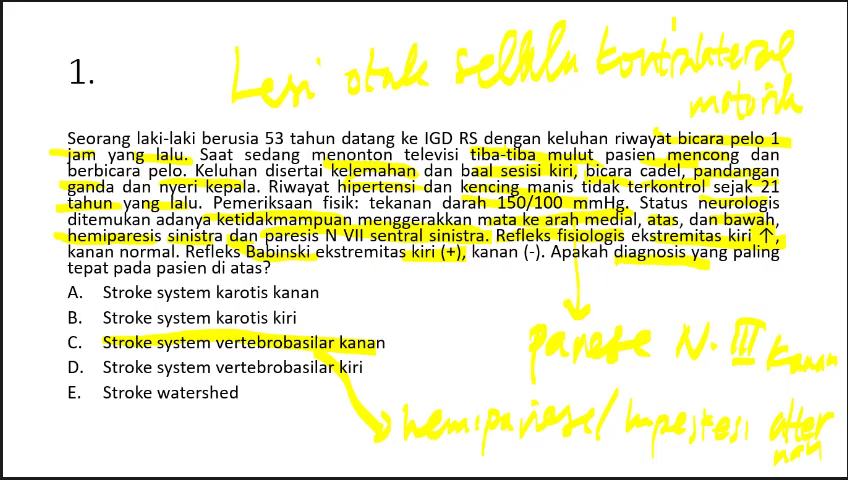 1.
Lesi otak selalu kontralateral
motorik
Seorang laki-laki berusia 53 tahun datang ke IGD RS dengan keluhan riwayat bicara pelo 1
jam yang lalu. Saat sedang menonton televisi tiba-tiba mulut pasien mencong dan
berbicara pelo. Keluhan disertai kelemahan dan baal sesisi kiri, bicara cadel, pandangan
ganda dan nyeri kepala. Riwayat hipertensi dan kencing manis tidak terkontrol sejak 21
tahun yang lalu. Pemeriksaan fisik: tekanan darah 150/100 mmHg. Status neurologis
ditemukan adanya ketidakmampuan menggerakkan mata ke arah medial, atas, dan bawah,
hemiparesis sinistra dan paresis N VII sentral sinistra. Refleks fisiologis ekstremitas kiri ↑,
kanan normal. Refleks Babinski ekstremitas kiri (+), kanan (-). Apakah diagnosis yang paling
tepat pada pasien di atas?
A. Stroke system karotis kanan
B. Stroke system karotis kiri
C. Stroke system vertebrobasilar kanan
D. Stroke system vertebrobasilar kiri
E. Stroke watershed
parese N. III kanan
hemiparese/